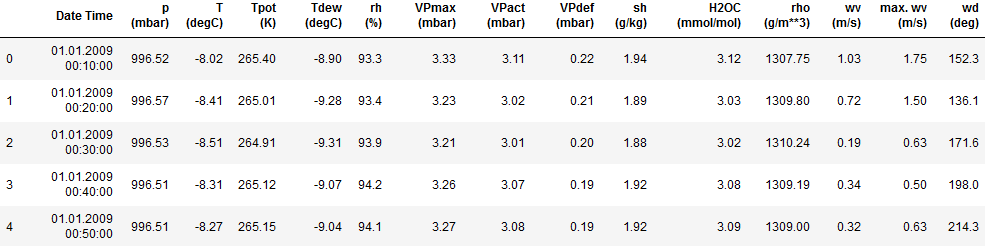 Date Time p (mbar) T (degC) Tpot (K) Tdew (degC) rh (%) VPmax (mbar) VPact (mbar) VPdef (mbar) sh (g/kg) H2OC (mmol/mol) rho (g/m**3) wv (m/s) max. wv (m/s) wd (deg)
0 01.01.2009 00:10:00 996.52 -8.02 265.40 -8.90 93.3 3.33 3.11 0.22 1.94 3.12 1307.75 1.03 1.75 152.3
1 01.01.2009 00:20:00 996.57 -8.41 265.01 -9.28 93.4 3.23 3.02 0.21 1.89 3.03 1309.80 0.72 1.50 136.1
2 01.01.2009 00:30:00 996.53 -8.51 264.91 -9.31 93.9 3.21 3.01 0.20 1.88 3.02 1310.24 0.19 0.63 171.6
3 01.01.2009 00:40:00 996.51 -8.31 265.12 -9.07 94.2 3.26 3.07 0.19 1.92 3.08 1309.19 0.34 0.50 198.0
4 01.01.2009 00:50:00 996.51 -8.27 265.15 -9.04 94.1 3.27 3.08 0.19 1.92 3.09 1309.00 0.32 0.63 214.3